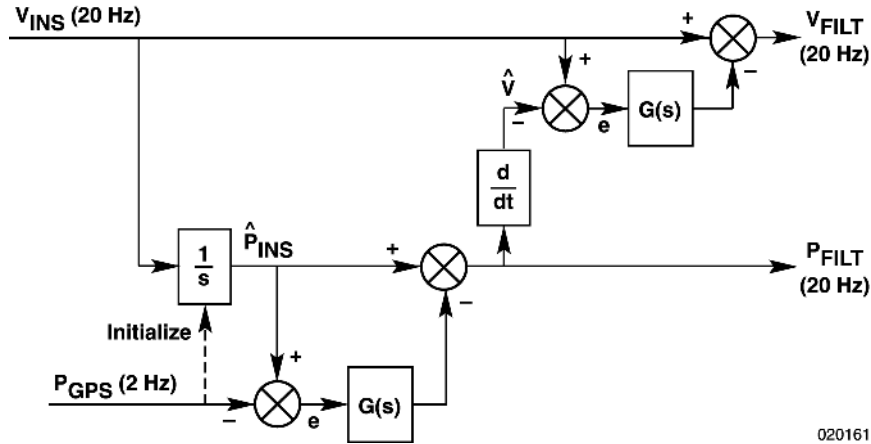 V_INS (20 Hz)
+
−
V_FILT
(20 Hz)
+
V̂
−
e
G(s)
d
dt
P̂_INS
1
s
+
−
P_FILT
(20 Hz)
Initialize
+
P_GPS (2 Hz)
−
e
G(s)
020161